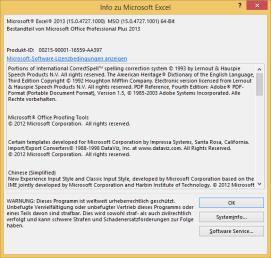 Info zu Microsoft Excel
Microsoft® Excel® 2013 (15.0.4727.1000) MSO (15.0.4727.1001) 64-Bit
Bestandteil von Microsoft Office Professional Plus 2013
Produkt-ID: 00215-90001-16559-AA397
Microsoft-Software-Lizenzbedingungen anzeigen
Portions of International CorrectSpell™ spelling correction system © 1993 by Lernout & Hauspie
Speech Products N.V. All rights reserved. The American Heritage® Dictionary of the English Language,
Third Edition Copyright © 1992 Houghton Mifflin Company. Electronic version licensed from Lernout
& Hauspie Speech Products N.V. All rights reserved. PDF Reference, Fourth Edition: Adobe® PDF-
Format (Portable Document Format), Version 1.5, © 1985-2003 Adobe Systems Incorporated. Alle
Rechte vorbehalten.
Microsoft® Office Proofing Tools
© 2012 Microsoft Corporation. All rights reserved.
Certain templates developed for Microsoft Corporation by Impressa Systems, Santa Rosa, California.
Import/Export Converters© 1988-1998 DataViz, Inc. at www.dataviz.com. All Rights Reserved.
© 2012 Microsoft Corporation. All rights reserved.
Chinese (Simplified)
New Experience Input Style and Classic Input Style, developed by Microsoft Corporation based on the
IME jointly developed by Microsoft Corporation and Harbin Institute of Technology. © 2012 Microsoft
WARNUNG: Dieses Programm ist weltweit urheberrechtlich geschützt.
Unbefugte Vervielfältigung oder unbefugter Vertrieb dieses Programms oder
eines Teils davon sind strafbar. Dies wird sowohl straf- als auch zivilrechtlich
verfolgt und kann schwere Strafen und Schadenersatzforderungen zur Folge
haben.
OK
Systeminfo...
Software Service...